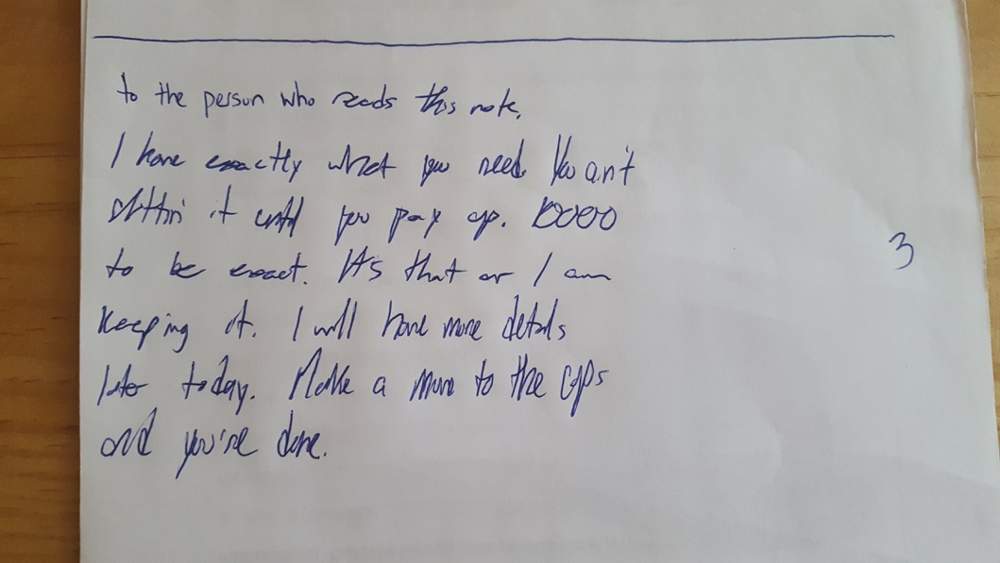 to the person who reads this note,
I have exactly what you need. You ain't
gittin' it until you pay up. 10000
to be exact. It's that or I am
keeping it. I will have more details
later today. Make a move to the cops
and you're done.
3